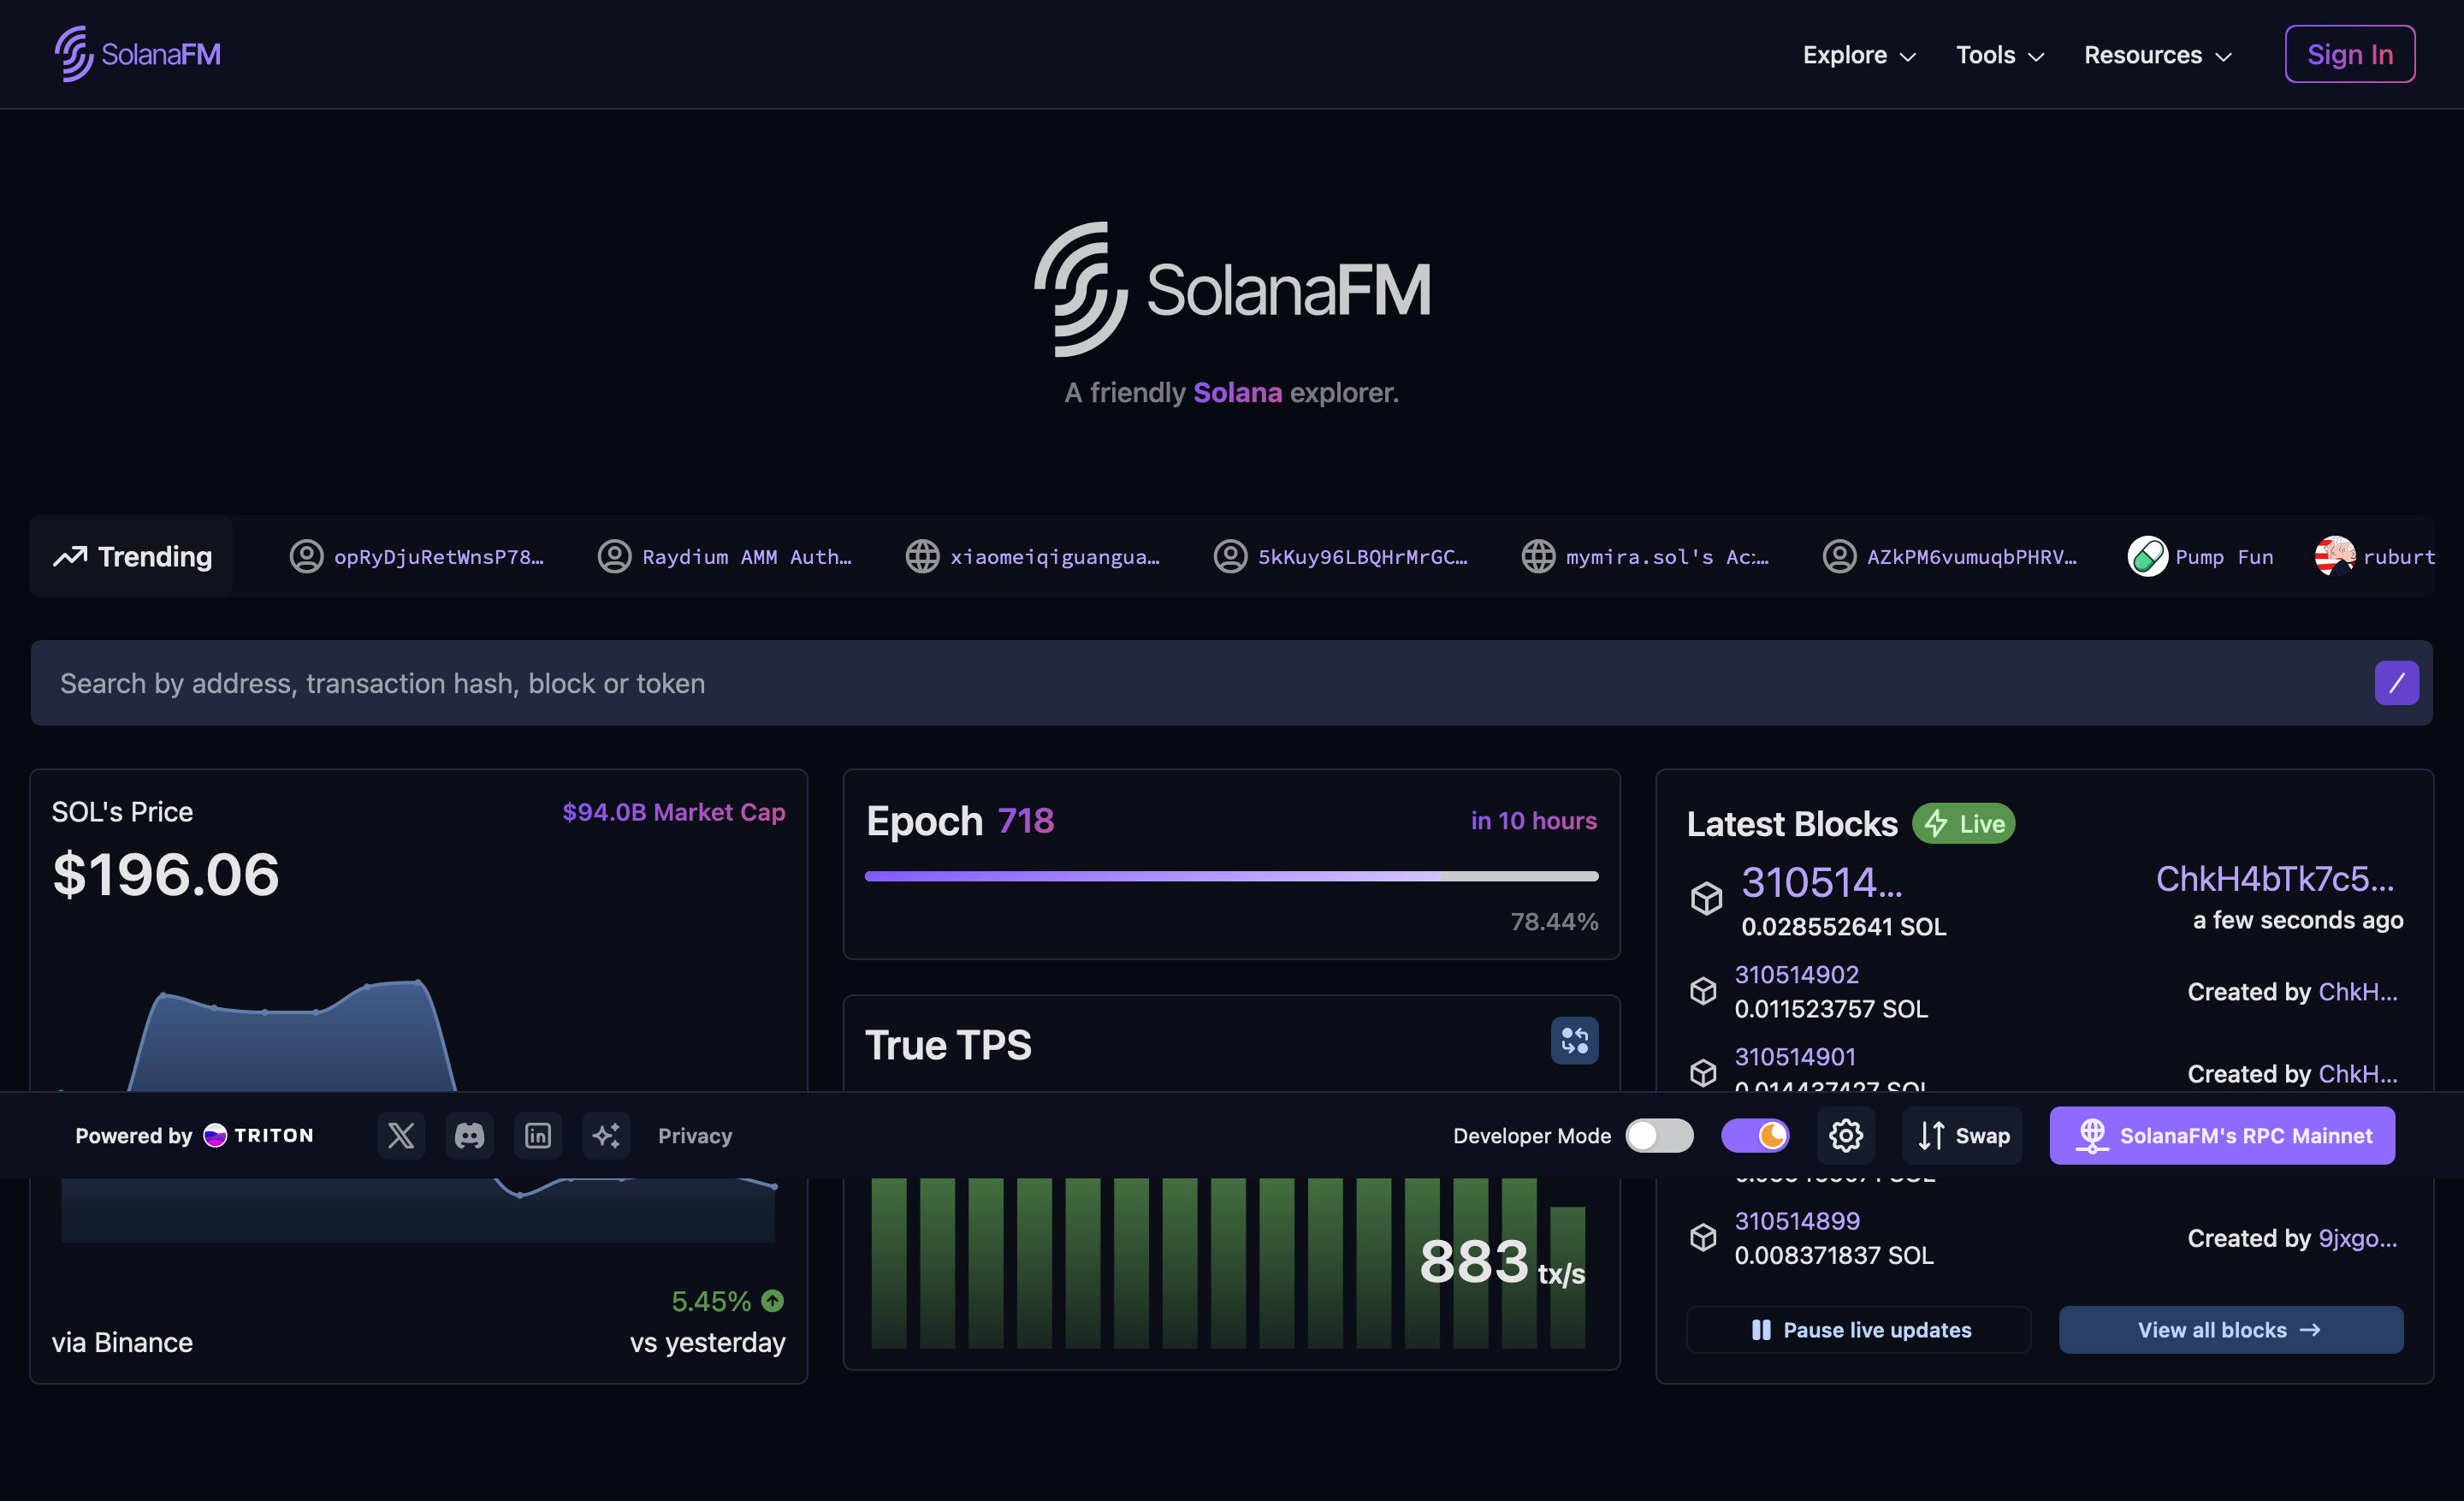 SolanaFM
Explore
Tools
Resources
Sign In
SolanaFM
A friendly Solana explorer.
Trending
opRyDjuRetWnsP78…
Raydium AMM Auth…
xiaomeiqiguangua…
5kKuy96LBQHrMrGC…
mymira.sol's Ac…
AZkPM6vumuqbPHRV…
Pump Fun
ruburt
Search by address, transaction hash, block or token
/
SOL's Price
$94.0B Market Cap
$196.06
5.45%
via Binance
vs yesterday
Epoch 718
in 10 hours
78.44%
True TPS
883 tx/s
Latest Blocks
Live
310514...
ChkH4bTk7c5...
0.028552641 SOL
a few seconds ago
310514902
0.011523757 SOL
Created by ChkH...
310514901
0.014437427 SOL
Created by ChkH...
310514899
0.008371837 SOL
Created by 9jxgo...
Pause live updates
View all blocks →
Powered by TRITON
Privacy
Developer Mode
Swap
SolanaFM's RPC Mainnet